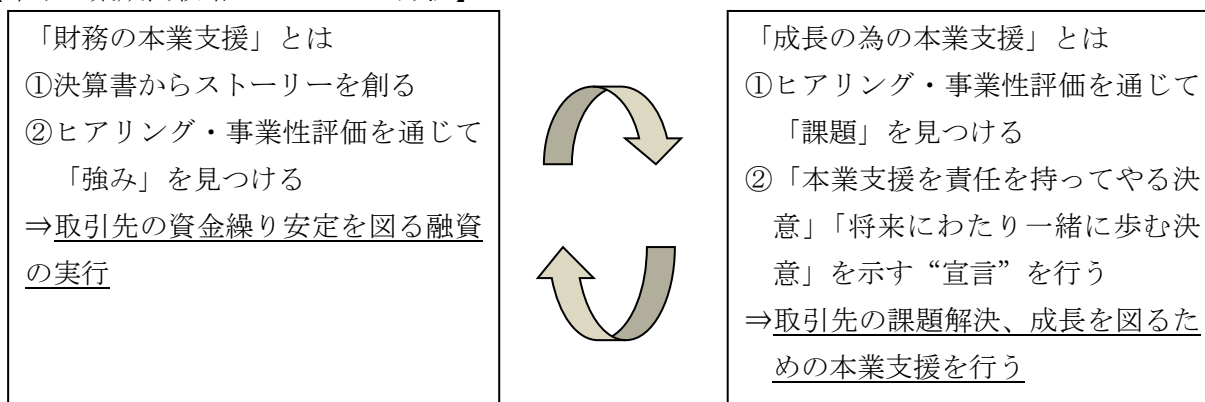 「財務の本業支援」とは
①決算書からストーリーを創る
②ヒアリング・事業性評価を通じて
「強み」を見つける
⇒取引先の資金繰り安定を図る融資
の実行
「成長の為の本業支援」とは
①ヒアリング・事業性評価を通じて
「課題」を見つける
②「本業支援を責任を持ってやる決
意」「将来にわたり一緒に歩む決
意」を示す“宣言”を行う
⇒取引先の課題解決、成長を図るた
めの本業支援を行う